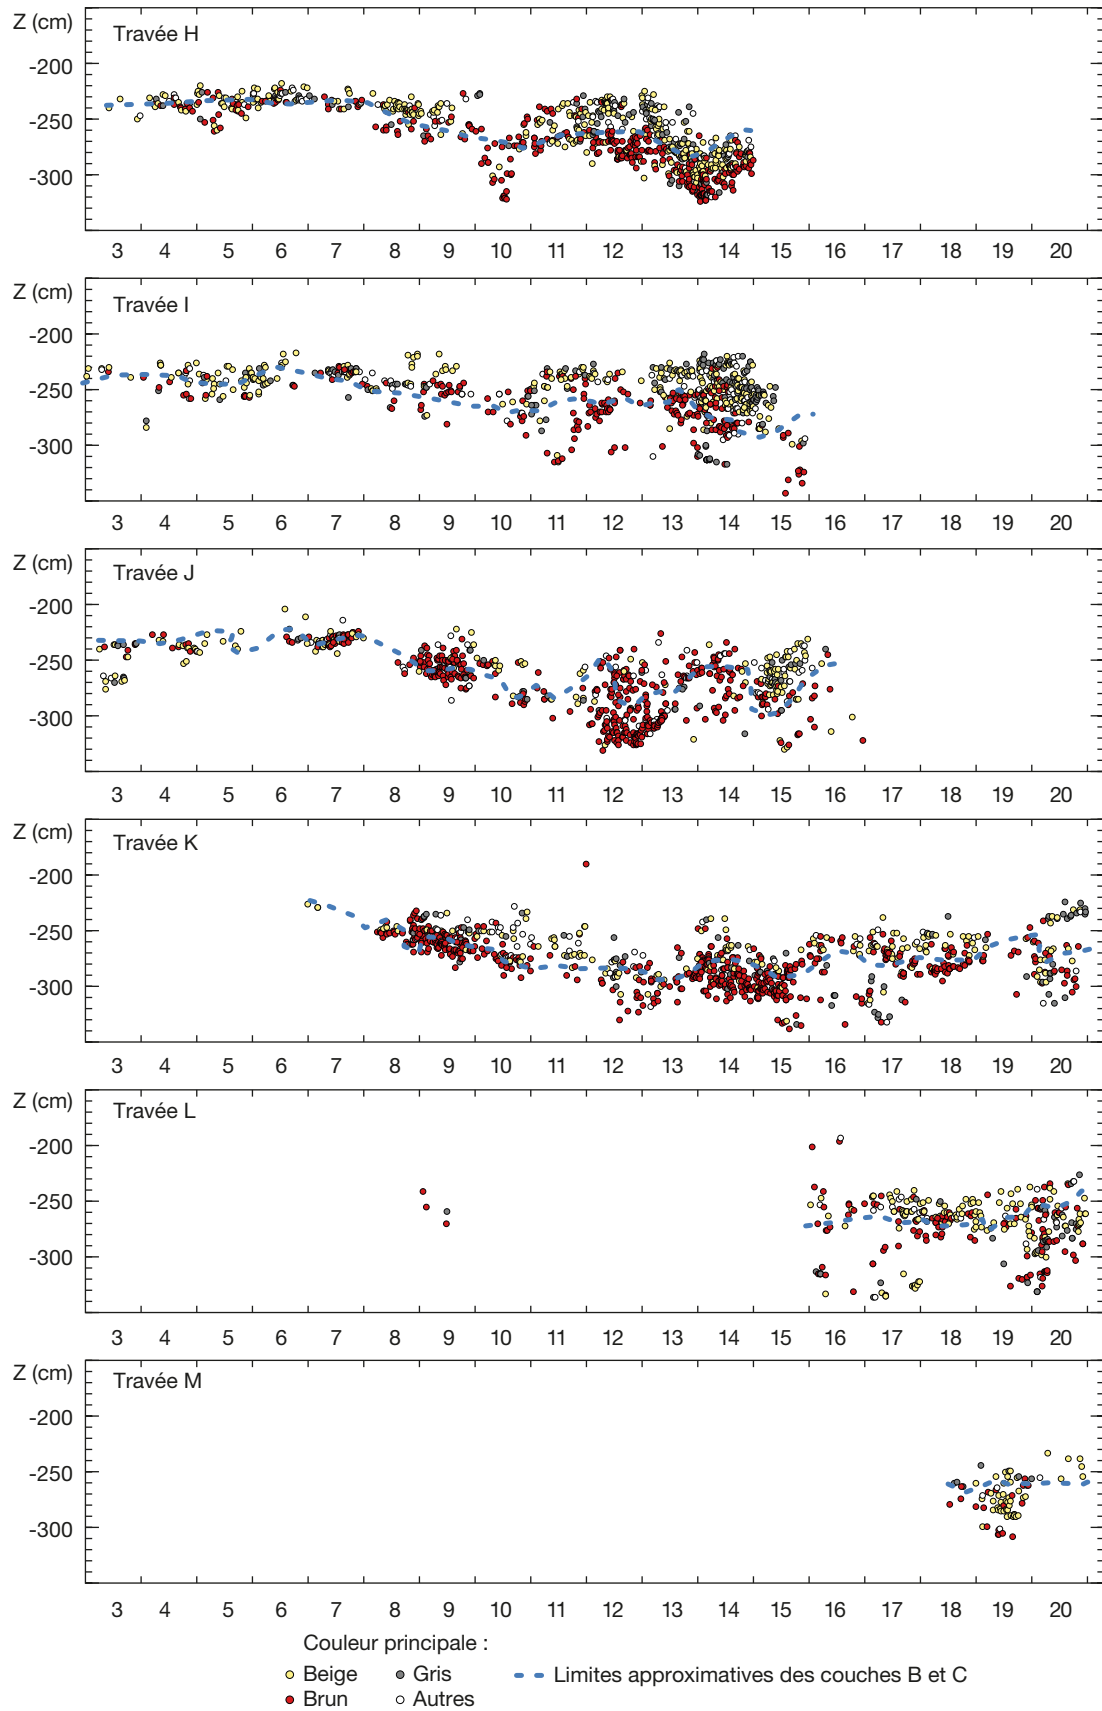 Z (cm)
Travée H
-200
-250
-300
3 4 5 6 7 8 9 10 11 12 13 14 15 16 17 18 19 20
Z (cm)
Travée I
-200
-250
-300
3 4 5 6 7 8 9 10 11 12 13 14 15 16 17 18 19 20
Z (cm)
Travée J
-200
-250
-300
3 4 5 6 7 8 9 10 11 12 13 14 15 16 17 18 19 20
Z (cm)
Travée K
-200
-250
-300
3 4 5 6 7 8 9 10 11 12 13 14 15 16 17 18 19 20
Z (cm)
Travée L
-200
-250
-300
3 4 5 6 7 8 9 10 11 12 13 14 15 16 17 18 19 20
Z (cm)
Travée M
-200
-250
-300
3 4 5 6 7 8 9 10 11 12 13 14 15 16 17 18 19 20
Couleur principale :
Beige Gris Limites approximatives des couches B et C
Brun Autres